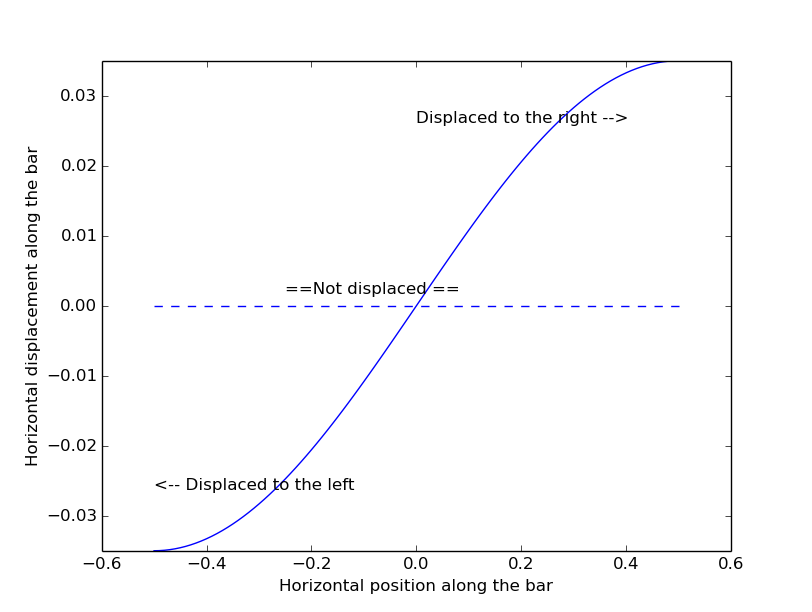 0.03
Displaced to the right -->
0.02
0.01
==Not displaced ==
0.00
−0.01
−0.02
<-- Displaced to the left
−0.03
−0.6
−0.4
−0.2
0.0
0.2
0.4
0.6
Horizontal position along the bar
Horizontal displacement along the bar